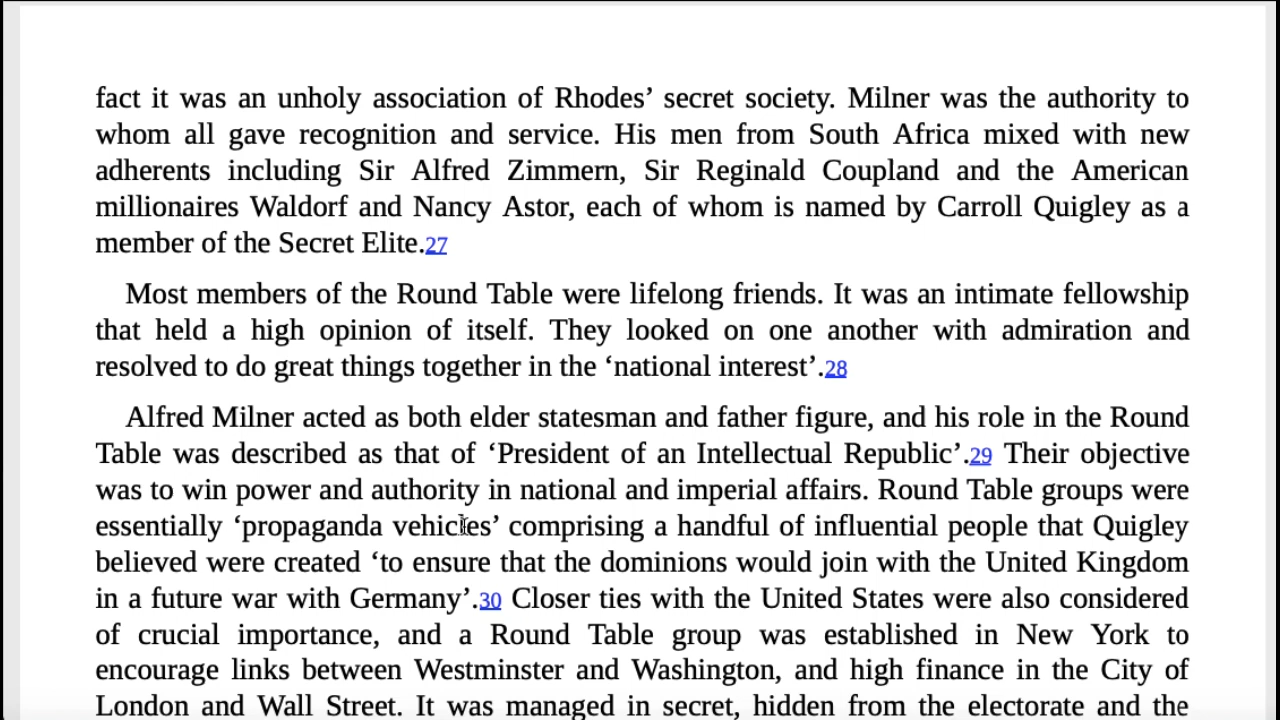 fact it was an unholy association of Rhodes’ secret society. Milner was the authority to
whom all gave recognition and service. His men from South Africa mixed with new
adherents including Sir Alfred Zimmern, Sir Reginald Coupland and the American
millionaires Waldorf and Nancy Astor, each of whom is named by Carroll Quigley as a
member of the Secret Elite.27
Most members of the Round Table were lifelong friends. It was an intimate fellowship
that held a high opinion of itself. They looked on one another with admiration and
resolved to do great things together in the ‘national interest’.28
Alfred Milner acted as both elder statesman and father figure, and his role in the Round
Table was described as that of ‘President of an Intellectual Republic’.29 Their objective
was to win power and authority in national and imperial affairs. Round Table groups were
essentially ‘propaganda vehicles’ comprising a handful of influential people that Quigley
believed were created ‘to ensure that the dominions would join with the United Kingdom
in a future war with Germany’.30 Closer ties with the United States were also considered
of crucial importance, and a Round Table group was established in New York to
encourage links between Westminster and Washington, and high finance in the City of
London and Wall Street. It was managed in secret, hidden from the electorate and the